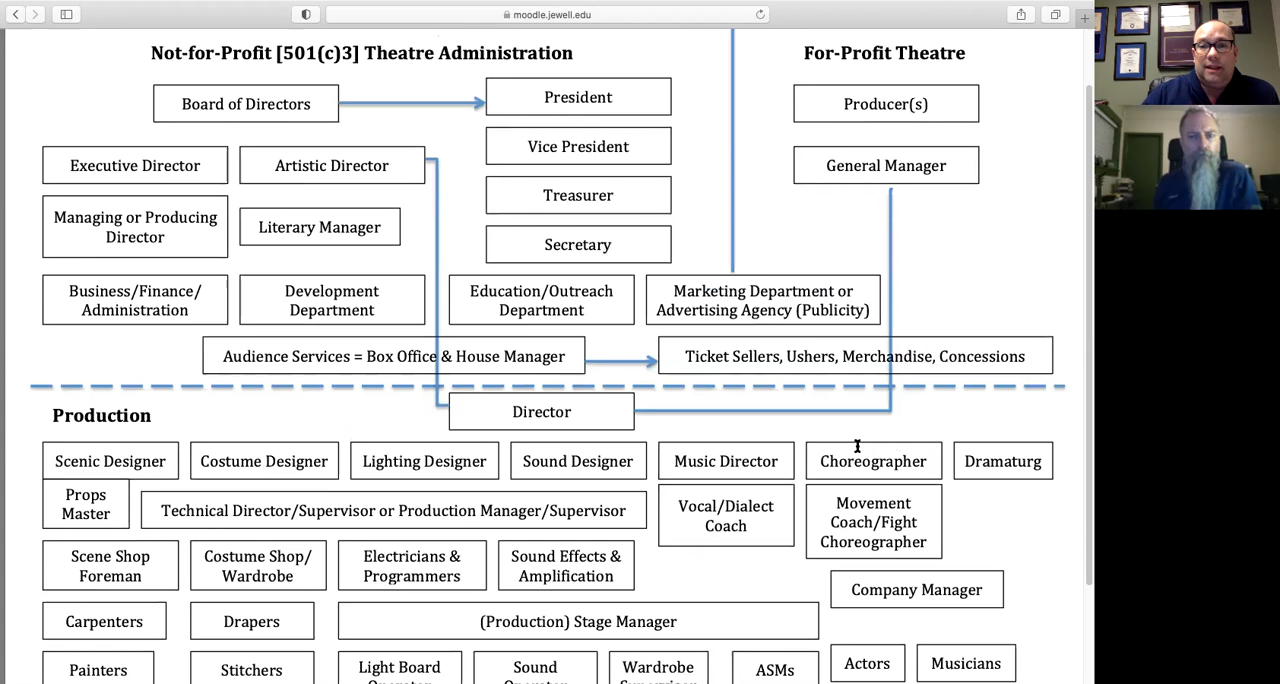 moodle.jewell.edu
Not-for-Profit [501(c)3] Theatre Administration
For-Profit Theatre
Board of Directors
President
Producer(s)
Vice President
Executive Director
Artistic Director
General Manager
Treasurer
Managing or Producing
Director
Literary Manager
Secretary
Business/Finance/
Administration
Development
Department
Education/Outreach
Department
Marketing Department or
Advertising Agency (Publicity)
Audience Services = Box Office & House Manager
Ticket Sellers, Ushers, Merchandise, Concessions
Production
Director
Scenic Designer
Costume Designer
Lighting Designer
Sound Designer
Music Director
Choreographer
Dramaturg
Props
Master
Technical Director/Supervisor or Production Manager/Supervisor
Vocal/Dialect
Coach
Movement
Coach/Fight
Choreographer
Scene Shop
Foreman
Costume Shop/
Wardrobe
Electricians &
Programmers
Sound Effects &
Amplification
Company Manager
Carpenters
Drapers
(Production) Stage Manager
Painters
Stitchers
Light Board
Operator
Sound
Operator
Wardrobe
Supervisor
ASMs
Actors
Musicians